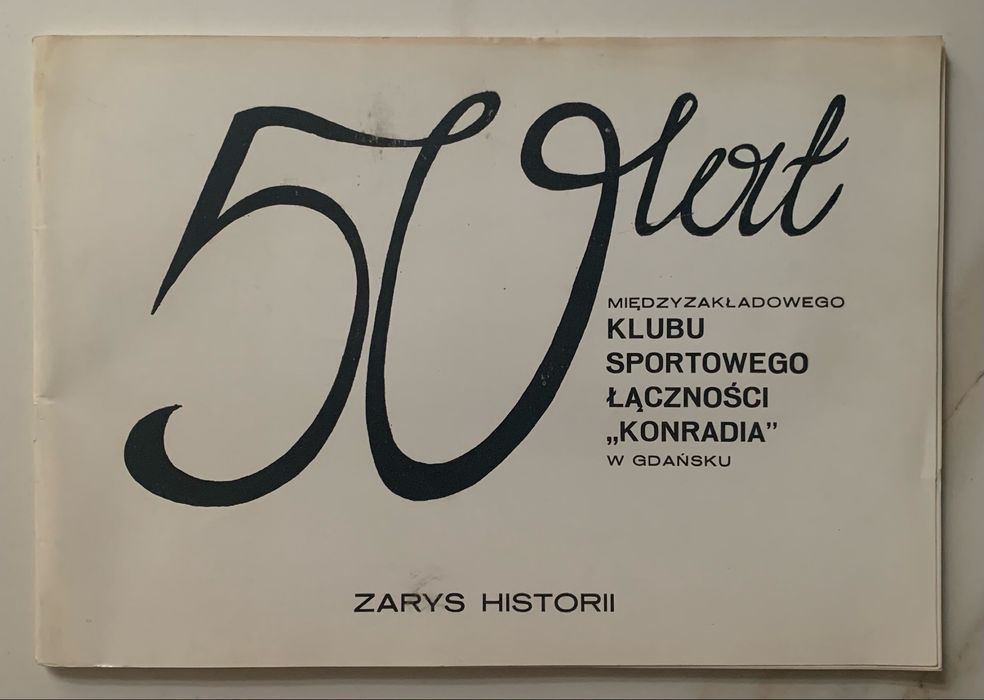 50 lat
MIĘDZYZAKŁADOWEGO
KLUBU
SPORTOWEGO
ŁĄCZNOŚCI
„KONRADIA”
W GDAŃSKU
ZARYS HISTORII